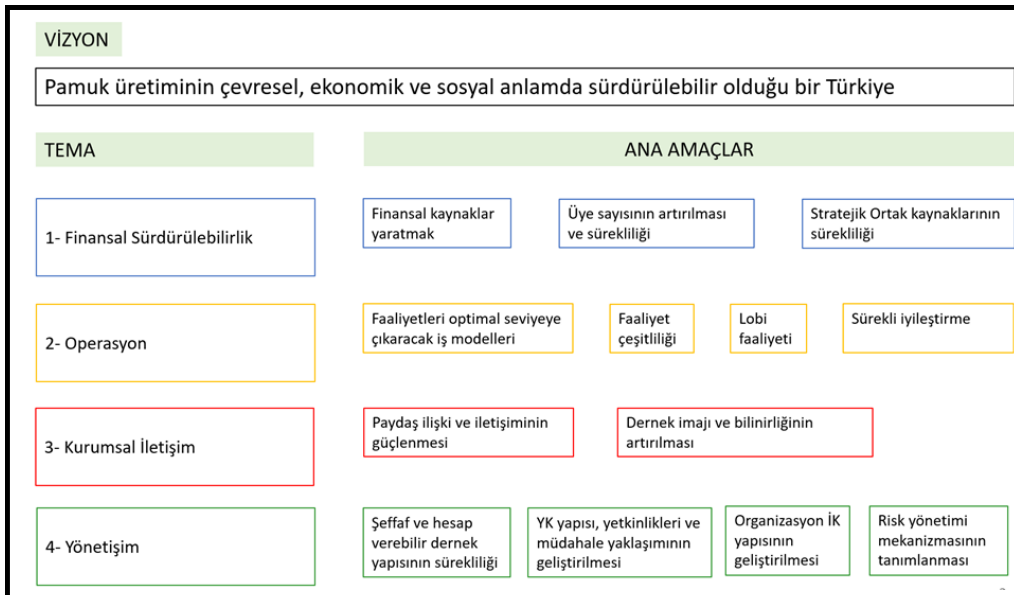 VİZYON
Pamuk üretiminin çevresel, ekonomik ve sosyal anlamda sürdürülebilir olduğu bir Türkiye
TEMA
ANA AMAÇLAR
1- Finansal Sürdürülebilirlik
Finansal kaynaklar
yaratmak
Üye sayısının artırılması
ve sürekliliği
Stratejik Ortak kaynaklarının
sürekliliği
2- Operasyon
Faaliyetleri optimal seviyeye
çıkaracak iş modelleri
Faaliyet
çeşitliliği
Lobi
faaliyeti
Sürekli iyileştirme
3- Kurumsal İletişim
Paydaş ilişki ve iletişiminin
güçlenmesi
Dernek imajı ve bilinirliğinin
artırılması
4- Yönetişim
Şeffaf ve hesap
verebilir dernek
yapısının sürekliliği
YK yapısı, yetkinlikleri ve
müdahale yaklaşımının
geliştirilmesi
Organizasyon İK
yapısının
geliştirilmesi
Risk yönetimi
mekanizmasının
tanımlanması